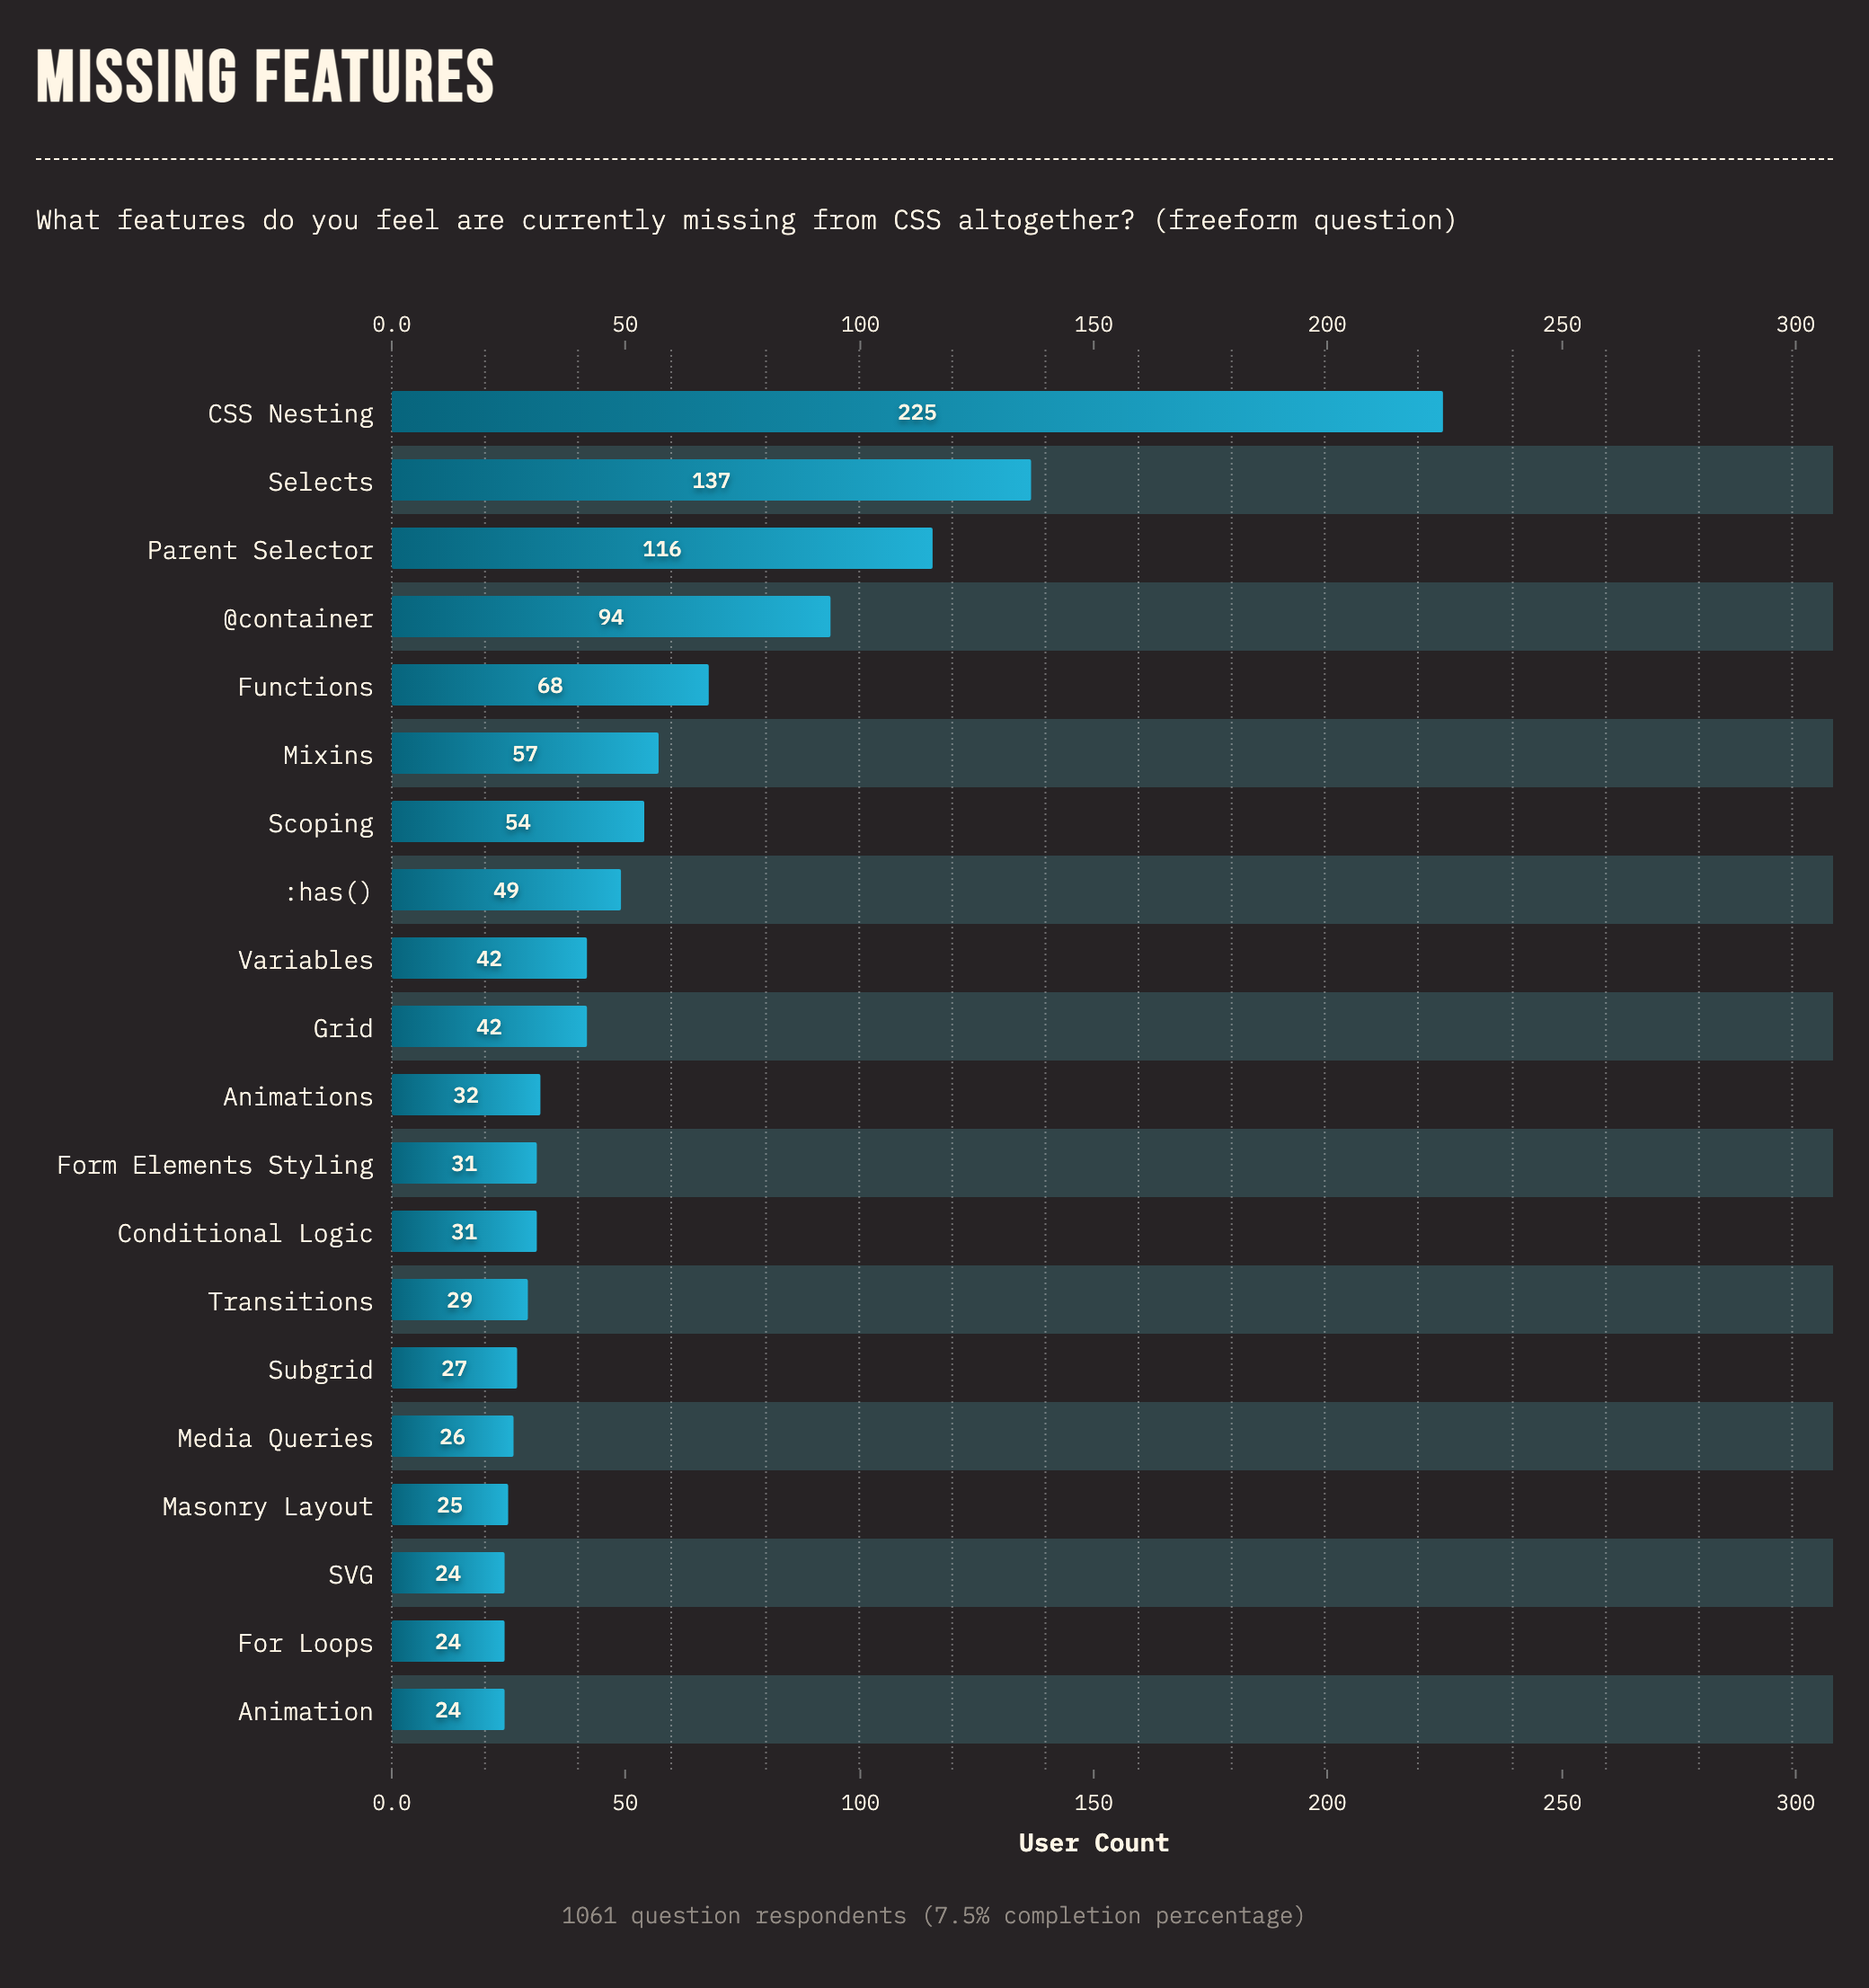 MISSING FEATURES
What features do you feel are currently missing from CSS altogether? (freeform question)
0.0 50 100 150 200 250 300
CSS Nesting 225
Selects 137
Parent Selector 116
@container 94
Functions 68
Mixins 57
Scoping 54
:has() 49
Variables 42
Grid 42
Animations 32
Form Elements Styling 31
Conditional Logic 31
Transitions 29
Subgrid 27
Media Queries 26
Masonry Layout 25
SVG 24
For Loops 24
Animation 24
0.0 50 100 150 200 250 300
User Count
1061 question respondents (7.5% completion percentage)